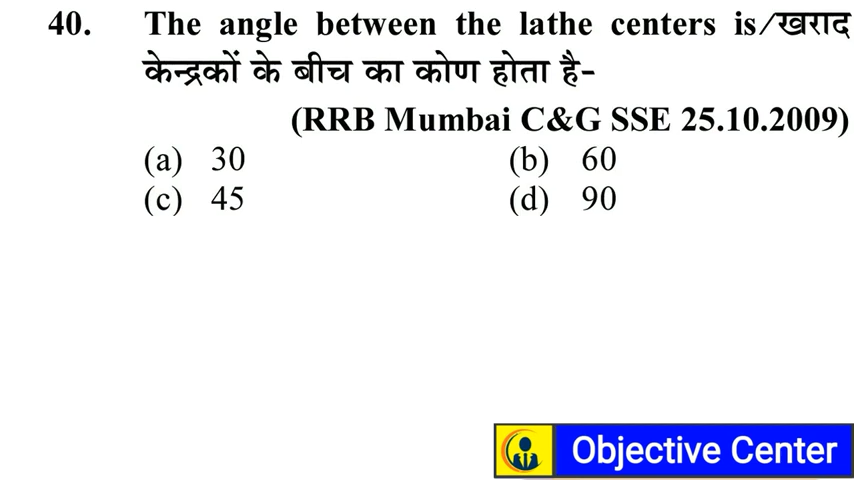 40. The angle between the lathe centers is/खराद
केन्द्रकों के बीच का कोण होता है-
(RRB Mumbai C&G SSE 25.10.2009)
(a) 30 (b) 60
(c) 45 (d) 90
Objective Center